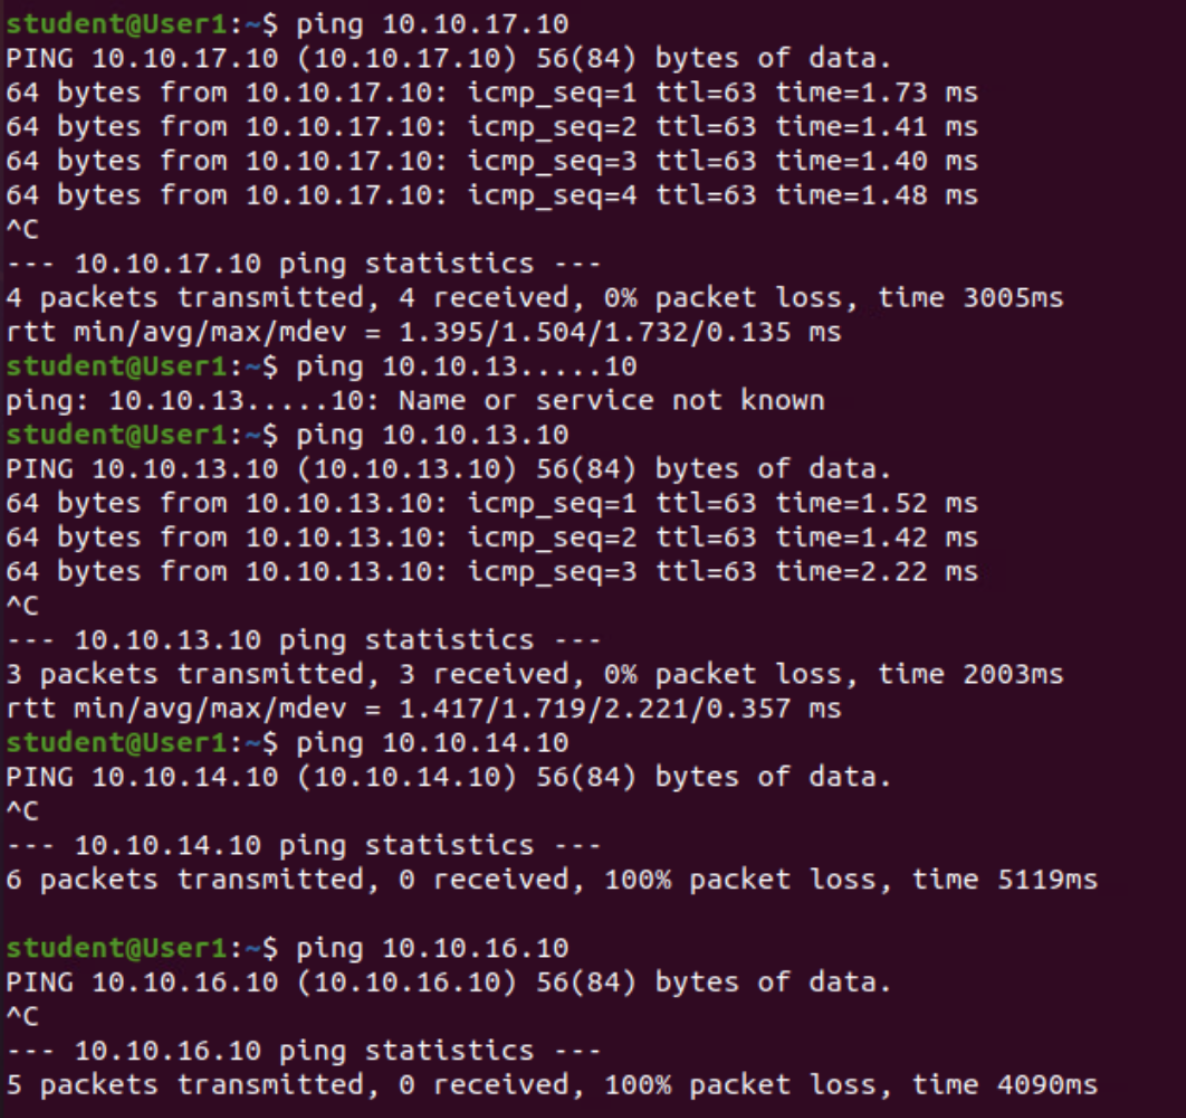 student@User1:~$ ping 10.10.17.10
PING 10.10.17.10 (10.10.17.10) 56(84) bytes of data.
64 bytes from 10.10.17.10: icmp_seq=1 ttl=63 time=1.73 ms
64 bytes from 10.10.17.10: icmp_seq=2 ttl=63 time=1.41 ms
64 bytes from 10.10.17.10: icmp_seq=3 ttl=63 time=1.40 ms
64 bytes from 10.10.17.10: icmp_seq=4 ttl=63 time=1.48 ms
^C
--- 10.10.17.10 ping statistics ---
4 packets transmitted, 4 received, 0% packet loss, time 3005ms
rtt min/avg/max/mdev = 1.395/1.504/1.732/0.135 ms
student@User1:~$ ping 10.10.13.....10
ping: 10.10.13.....10: Name or service not known
student@User1:~$ ping 10.10.13.10
PING 10.10.13.10 (10.10.13.10) 56(84) bytes of data.
64 bytes from 10.10.13.10: icmp_seq=1 ttl=63 time=1.52 ms
64 bytes from 10.10.13.10: icmp_seq=2 ttl=63 time=1.42 ms
64 bytes from 10.10.13.10: icmp_seq=3 ttl=63 time=2.22 ms
^C
--- 10.10.13.10 ping statistics ---
3 packets transmitted, 3 received, 0% packet loss, time 2003ms
rtt min/avg/max/mdev = 1.417/1.719/2.221/0.357 ms
student@User1:~$ ping 10.10.14.10
PING 10.10.14.10 (10.10.14.10) 56(84) bytes of data.
^C
--- 10.10.14.10 ping statistics ---
6 packets transmitted, 0 received, 100% packet loss, time 5119ms
student@User1:~$ ping 10.10.16.10
PING 10.10.16.10 (10.10.16.10) 56(84) bytes of data.
^C
--- 10.10.16.10 ping statistics ---
5 packets transmitted, 0 received, 100% packet loss, time 4090ms